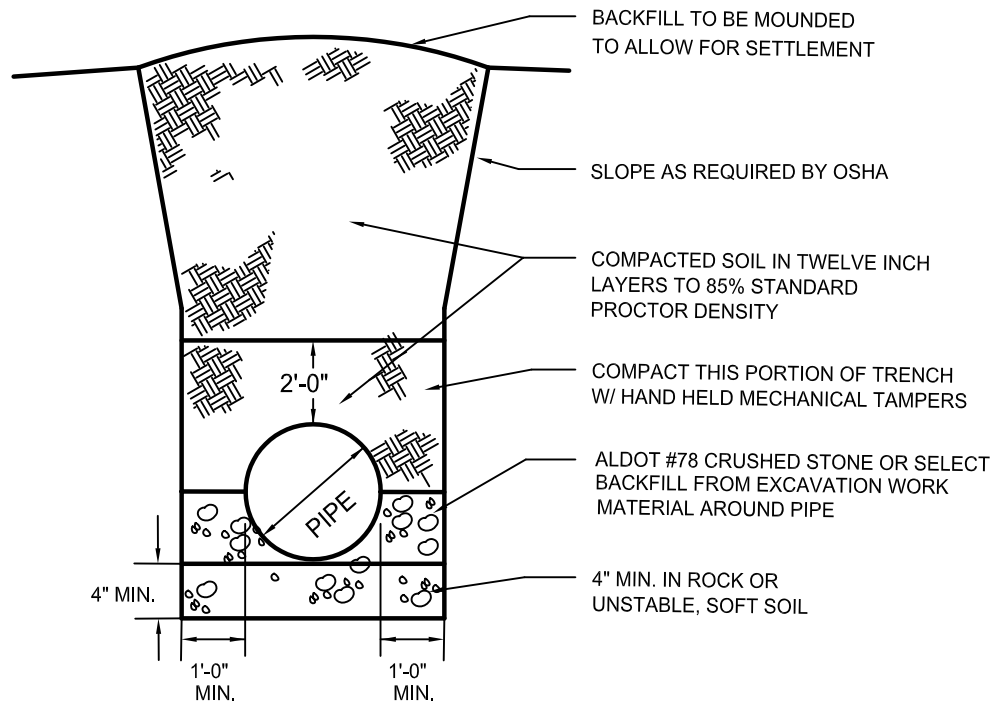 BACKFILL TO BE MOUNDED
TO ALLOW FOR SETTLEMENT
SLOPE AS REQUIRED BY OSHA
COMPACTED SOIL IN TWELVE INCH
LAYERS TO 85% STANDARD
PROCTOR DENSITY
2'-0"
COMPACT THIS PORTION OF TRENCH
W/ HAND HELD MECHANICAL TAMPERS
ALDOT #78 CRUSHED STONE OR SELECT
BACKFILL FROM EXCAVATION WORK
MATERIAL AROUND PIPE
PIPE
4" MIN.
4" MIN. IN ROCK OR
UNSTABLE, SOFT SOIL
1'-0"
MIN.
1'-0"
MIN.